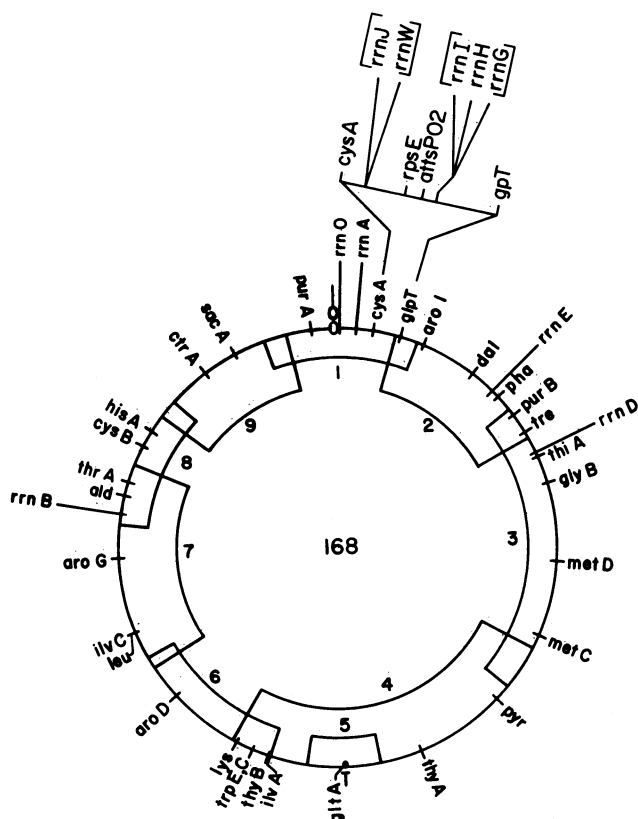 rrnJ
rrnW
rrnI
rrnH
rrnG
cysA
rpsE
attsPO2
gpT
rrnO
rrnA
purA
O
O
cysA
glpT
aroI
sacA
ctrA
dal
rrnE
pha
purB
tre
rrnD
thiA
glyB
hisA
cysB
thrA
ald
rrnB
aroG
metD
metC
ilvC
leu
pyr
aroD
lys
trpE,C
thyB
ilvA
gltA
T
thyA
1
2
3
4
5
6
7
8
9
168